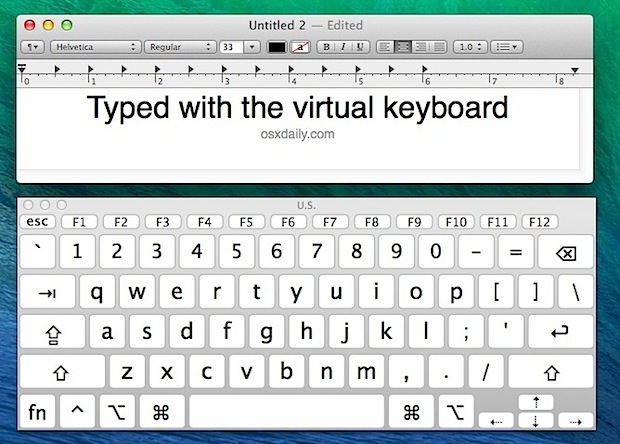 Untitled 2 — Edited
¶ Helvetica Regular 33 a B I U 1.0
0 1 2 3 4 5 6 7 8
Typed with the virtual keyboard
osxdaily.com
U.S.
esc F1 F2 F3 F4 F5 F6 F7 F8 F9 F10 F11 F12
` 1 2 3 4 5 6 7 8 9 0 - = ⌫
⇥ q w e r t y u i o p [ ] \
⇪ a s d f g h j k l ; ' ↩
⇧ z x c v b n m , . / ⇧
fn ^ ⌥ ⌘ ⌘ ⌥ ⇠ ⇡ ⇣ ⇢